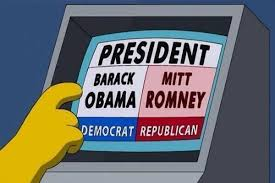 PRESIDENT
BARACK OBAMA
MITT ROMNEY
DEMOCRAT
REPUBLICAN